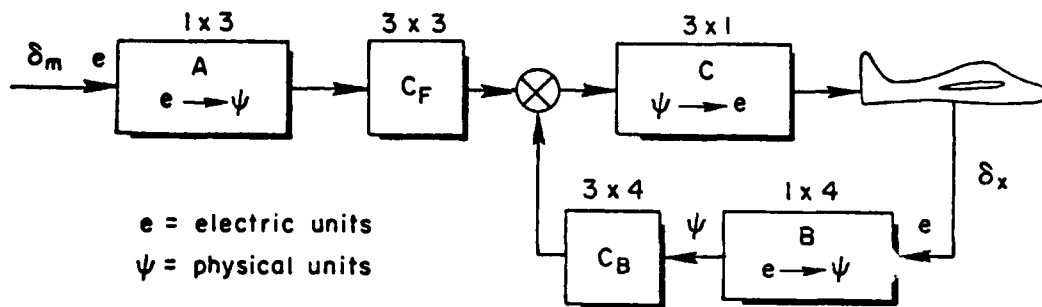 1 x 3
3 x 3
3 x 1
δm e
A
e → ψ
CF
C
ψ → e
δx
3 x 4
1 x 4
e = electric units
ψ = physical units
CB
ψ
B
e → ψ
e